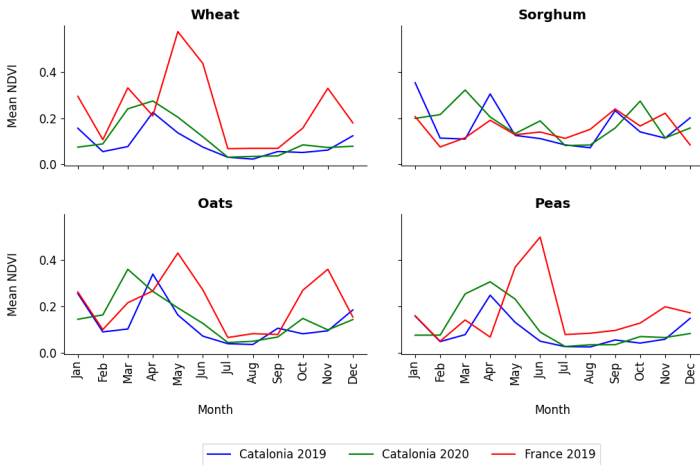 Wheat
Sorghum
Mean NDVI
0.4
0.2
0.0
Oats
Peas
Mean NDVI
0.4
0.2
0.0
Jan Feb Mar Apr May Jun Jul Aug Sep Oct Nov Dec
Jan Feb Mar Apr May Jun Jul Aug Sep Oct Nov Dec
Month
Month
Catalonia 2019 Catalonia 2020 France 2019